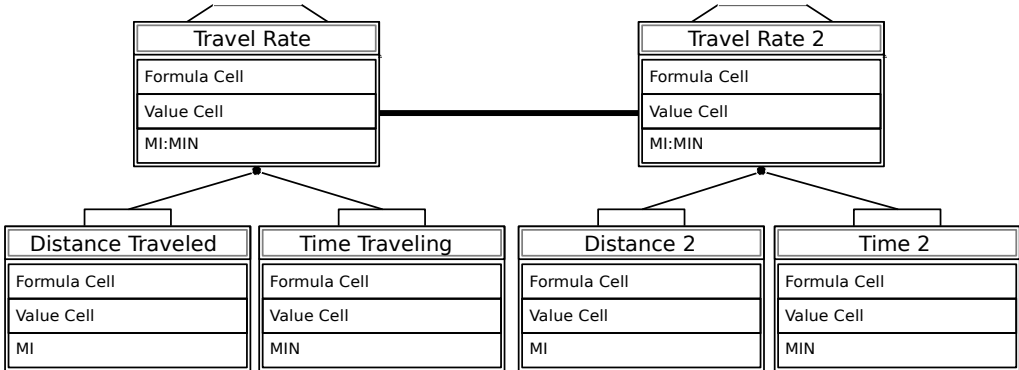 Travel Rate
Formula Cell
Value Cell
MI:MIN
Travel Rate 2
Formula Cell
Value Cell
MI:MIN
Distance Traveled
Formula Cell
Value Cell
MI
Time Traveling
Formula Cell
Value Cell
MIN
Distance 2
Formula Cell
Value Cell
MI
Time 2
Formula Cell
Value Cell
MIN